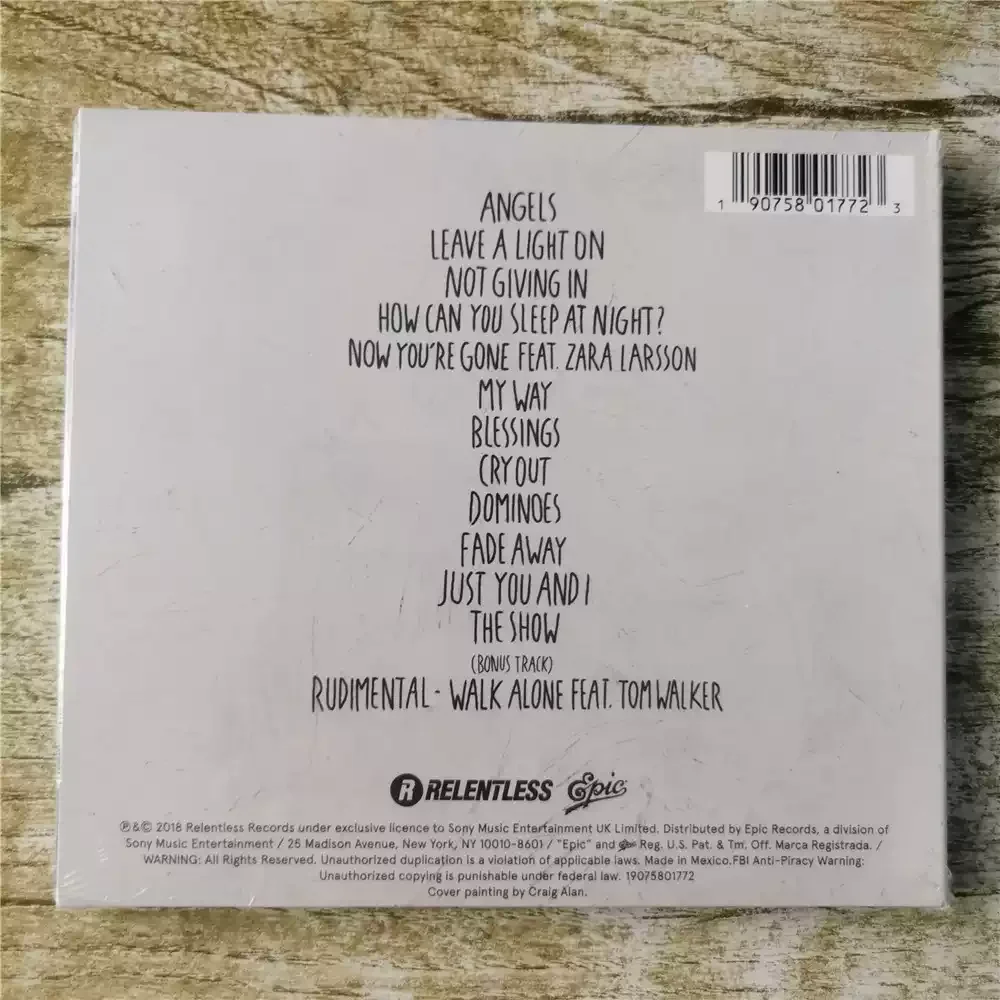 1 90758 01772 3
ANGELS
LEAVE A LIGHT ON
NOT GIVING IN
HOW CAN YOU SLEEP AT NIGHT?
NOW YOU'RE GONE FEAT. ZARA LARSSON
MY WAY
BLESSINGS
CRY OUT
DOMINOES
FADE AWAY
JUST YOU AND I
THE SHOW
(BONUS TRACK)
RUDIMENTAL - WALK ALONE FEAT. TOM WALKER
R RELENTLESS Epic
℗&© 2018 Relentless Records under exclusive licence to Sony Music Entertainment UK Limited. Distributed by Epic Records, a division of
Sony Music Entertainment / 25 Madison Avenue, New York, NY 10010-8601 / "Epic" and Epic Reg. U.S. Pat. & Tm. Off. Marca Registrada. /
WARNING: All Rights Reserved. Unauthorized duplication is a violation of applicable laws. Made in Mexico.FBI Anti-Piracy Warning:
Unauthorized copying is punishable under federal law. 19075801772
Cover painting by Craig Alan.